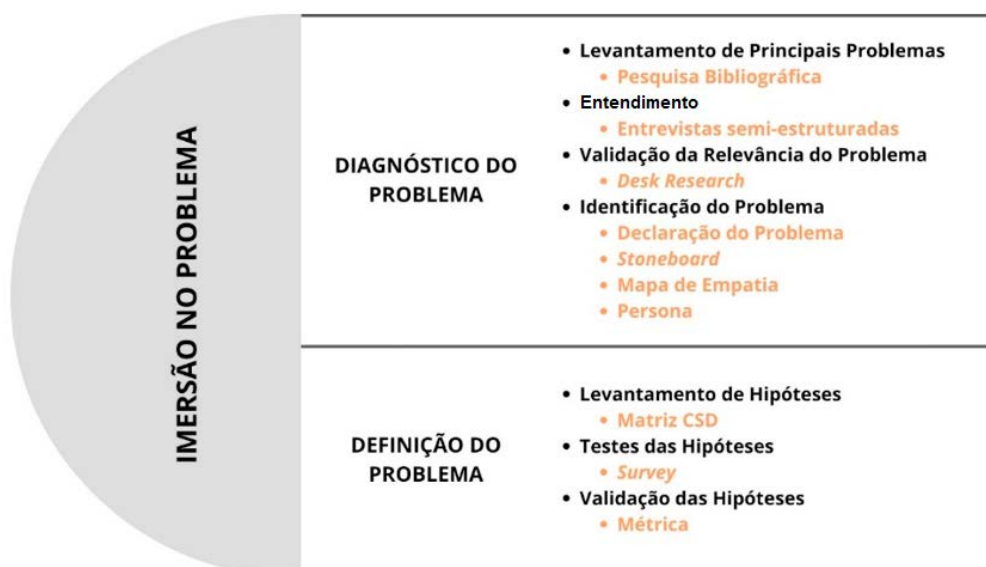 IMERSÃO NO PROBLEMA
DIAGNÓSTICO DO
PROBLEMA
• Levantamento de Principais Problemas
• Pesquisa Bibliográfica
• Entendimento
• Entrevistas semi-estruturadas
• Validação da Relevância do Problema
• Desk Research
• Identificação do Problema
• Declaração do Problema
• Stoneboard
• Mapa de Empatia
• Persona
DEFINIÇÃO DO
PROBLEMA
• Levantamento de Hipóteses
• Matriz CSD
• Testes das Hipóteses
• Survey
• Validação das Hipóteses
• Métrica